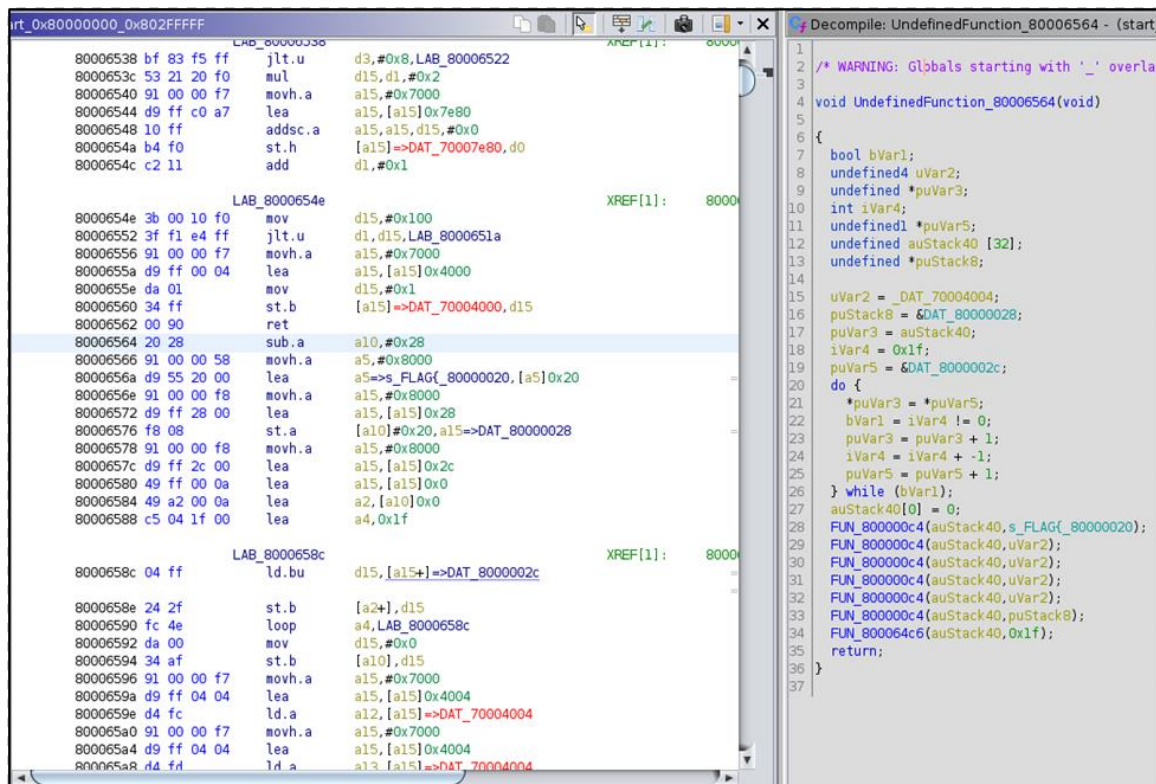 art_0x80000000_0x802FFFFF
LAB_80006538 XREF[1]: 8000
80006538 bf 83 f5 ff jlt.u d3,#0x8,LAB_80006522
8000653c 53 21 20 f0 mul d15,d1,#0x2
80006540 91 00 00 f7 movh.a a15,#0x7000
80006544 d9 ff c0 a7 lea a15,[a15]0x7e80
80006548 10 ff addsc.a a15,a15,d15,#0x0
8000654a b4 f0 st.h [a15]=>DAT_70007e80,d0
8000654c c2 11 add d1,#0x1
LAB_8000654e XREF[1]: 8000
8000654e 3b 00 10 f0 mov d15,#0x100
80006552 3f f1 e4 ff jlt.u d1,d15,LAB_8000651a
80006556 91 00 00 f7 movh.a a15,#0x7000
8000655a d9 ff 00 04 lea a15,[a15]0x4000
8000655e da 01 mov d15,#0x1
80006560 34 ff st.b [a15]=>DAT_70004000,d15
80006562 00 90 ret
80006564 20 28 sub.a a10,#0x28
80006566 91 00 00 58 movh.a a5,#0x8000
8000656a d9 55 20 00 lea a5=>s_FLAG{_80000020,[a5]0x20
8000656e 91 00 00 f8 movh.a a15,#0x8000
80006572 d9 ff 28 00 lea a15,[a15]0x28
80006576 f8 08 st.a [a10]#0x20,a15=>DAT_80000028
80006578 91 00 00 f8 movh.a a15,#0x8000
8000657c d9 ff 2c 00 lea a15,[a15]0x2c
80006580 49 ff 00 0a lea a15,[a15]0x0
80006584 49 a2 00 0a lea a2,[a10]0x0
80006588 c5 04 1f 00 lea a4,0x1f
LAB_8000658c XREF[1]: 8000
8000658c 04 ff ld.bu d15,[a15+]=>DAT_8000002c
8000658e 24 2f st.b [a2+],d15
80006590 fc 4e loop a4,LAB_8000658c
80006592 da 00 mov d15,#0x0
80006594 34 af st.b [a10],d15
80006596 91 00 00 f7 movh.a a15,#0x7000
8000659a d9 ff 04 04 lea a15,[a15]0x4004
8000659e d4 fc ld.a a12,[a15]=>DAT_70004004
800065a0 91 00 00 f7 movh.a a15,#0x7000
800065a4 d9 ff 04 04 lea a15,[a15]0x4004
800065a8 d4 fd ld.a a13,[a15]=>DAT_70004004
Decompile: UndefinedFunction_80006564 - (start_
1
2 /* WARNING: Globals starting with '_' overla
3
4 void UndefinedFunction_80006564(void)
5
6 {
7 bool bVar1;
8 undefined4 uVar2;
9 undefined *puVar3;
10 int iVar4;
11 undefined1 *puVar5;
12 undefined auStack40 [32];
13 undefined *puStack8;
14
15 uVar2 = _DAT_70004004;
16 puStack8 = &DAT_80000028;
17 puVar3 = auStack40;
18 iVar4 = 0x1f;
19 puVar5 = &DAT_8000002c;
20 do {
21 *puVar3 = *puVar5;
22 bVar1 = iVar4 != 0;
23 puVar3 = puVar3 + 1;
24 iVar4 = iVar4 + -1;
25 puVar5 = puVar5 + 1;
26 } while (bVar1);
27 auStack40[0] = 0;
28 FUN_800000c4(auStack40,s_FLAG{_80000020);
29 FUN_800000c4(auStack40,uVar2);
30 FUN_800000c4(auStack40,uVar2);
31 FUN_800000c4(auStack40,uVar2);
32 FUN_800000c4(auStack40,uVar2);
33 FUN_800000c4(auStack40,puStack8);
34 FUN_800064c6(auStack40,0x1f);
35 return;
36 }
37